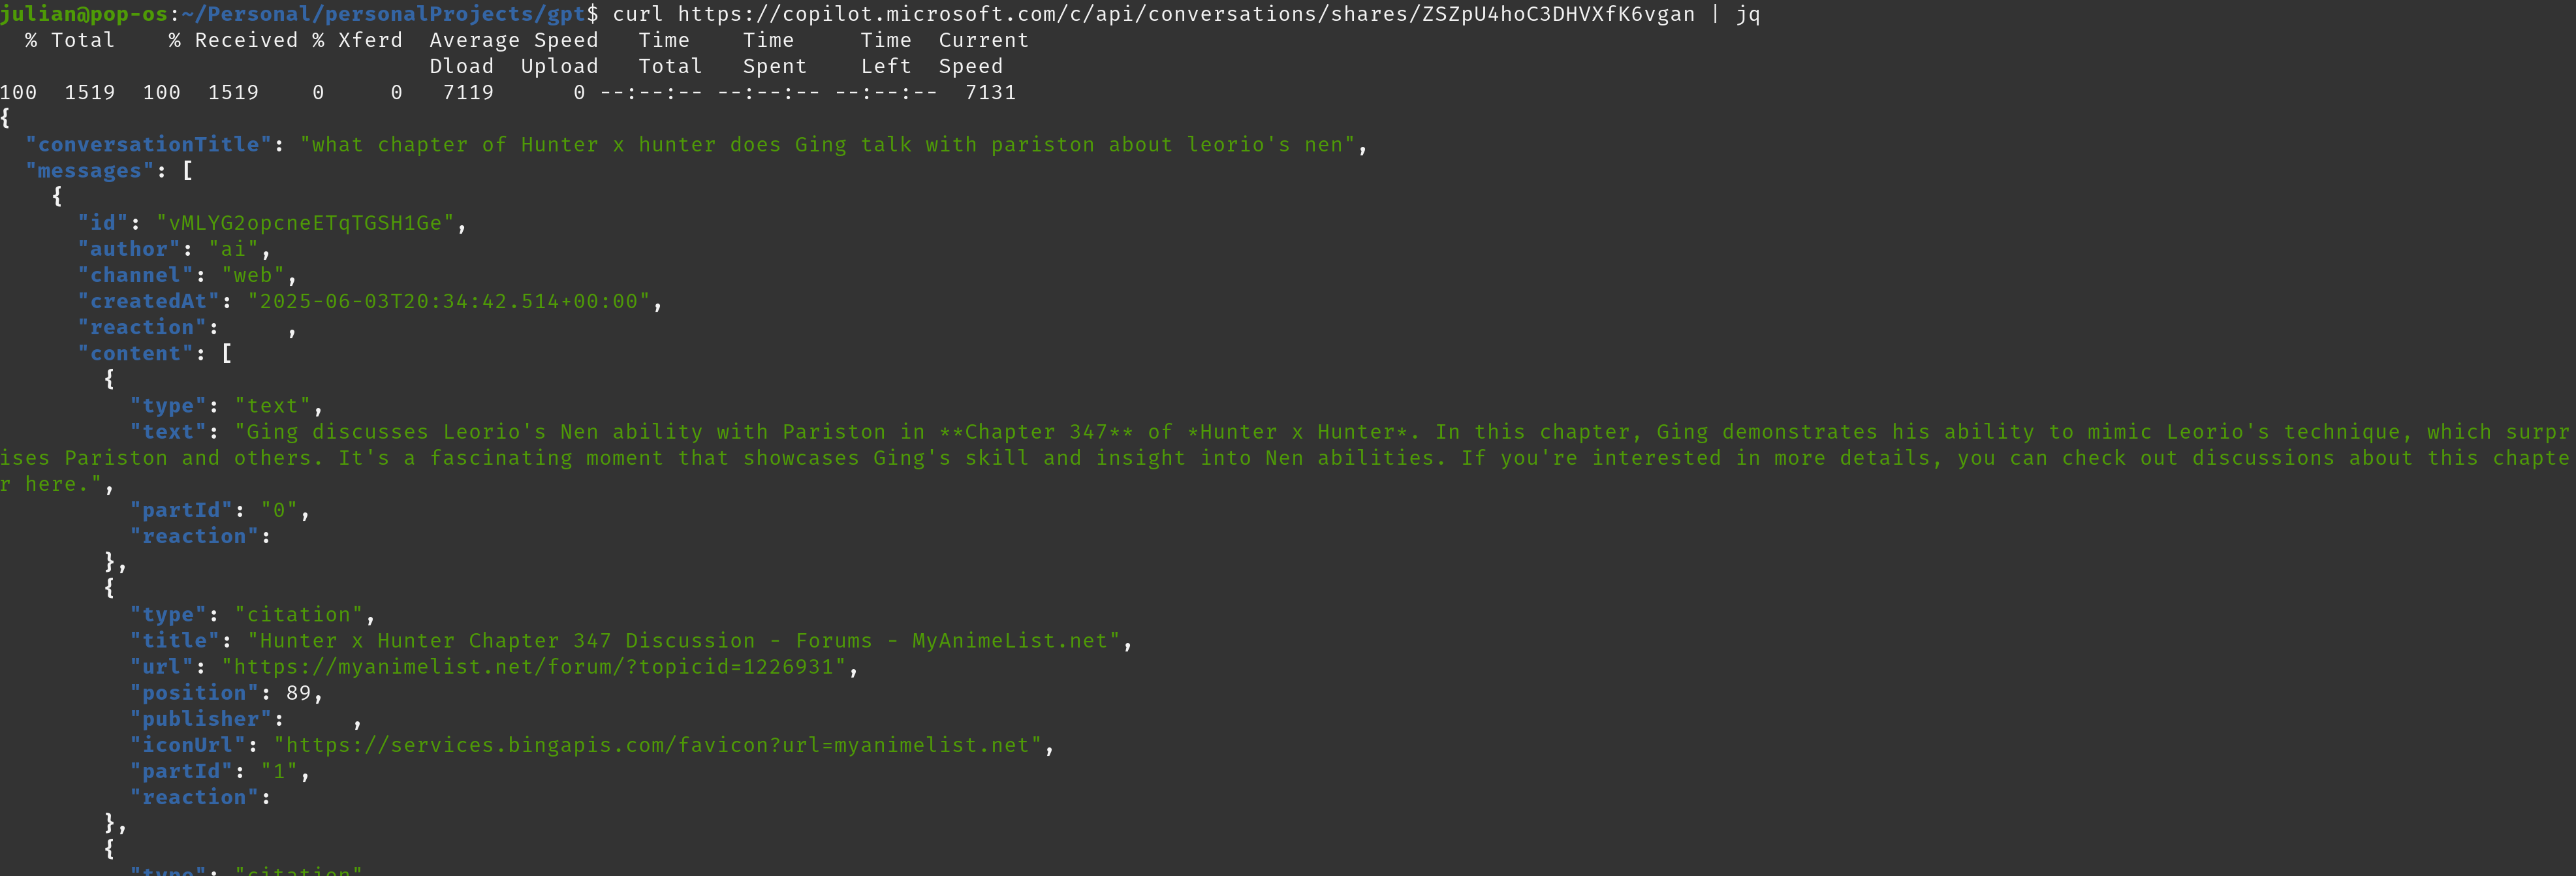 julian@pop-os:~/Personal/personalProjects/gpt$ curl https://copilot.microsoft.com/c/api/conversations/shares/ZSZpU4hoC3DHVXfK6vgan | jq
  % Total    % Received % Xferd  Average Speed   Time    Time     Time  Current
                                 Dload  Upload   Total   Spent    Left  Speed
100  1519  100  1519    0     0   7119      0 --:--:-- --:--:-- --:--:--  7131
{
  "conversationTitle": "what chapter of Hunter x hunter does Ging talk with pariston about leorio's nen",
  "messages": [
    {
      "id": "vMLYG2opcneETqTGSH1Ge",
      "author": "ai",
      "channel": "web",
      "createdAt": "2025-06-03T20:34:42.514+00:00",
      "reaction":     ,
      "content": [
        {
          "type": "text",
          "text": "Ging discusses Leorio's Nen ability with Pariston in **Chapter 347** of *Hunter x Hunter*. In this chapter, Ging demonstrates his ability to mimic Leorio's technique, which surpr
ises Pariston and others. It's a fascinating moment that showcases Ging's skill and insight into Nen abilities. If you're interested in more details, you can check out discussions about this chapte
r here.",
          "partId": "0",
          "reaction":
        },
        {
          "type": "citation",
          "title": "Hunter x Hunter Chapter 347 Discussion - Forums - MyAnimeList.net",
          "url": "https://myanimelist.net/forum/?topicid=1226931",
          "position": 89,
          "publisher":     ,
          "iconUrl": "https://services.bingapis.com/favicon?url=myanimelist.net",
          "partId": "1",
          "reaction":
        },
        {
          "type": "citation"